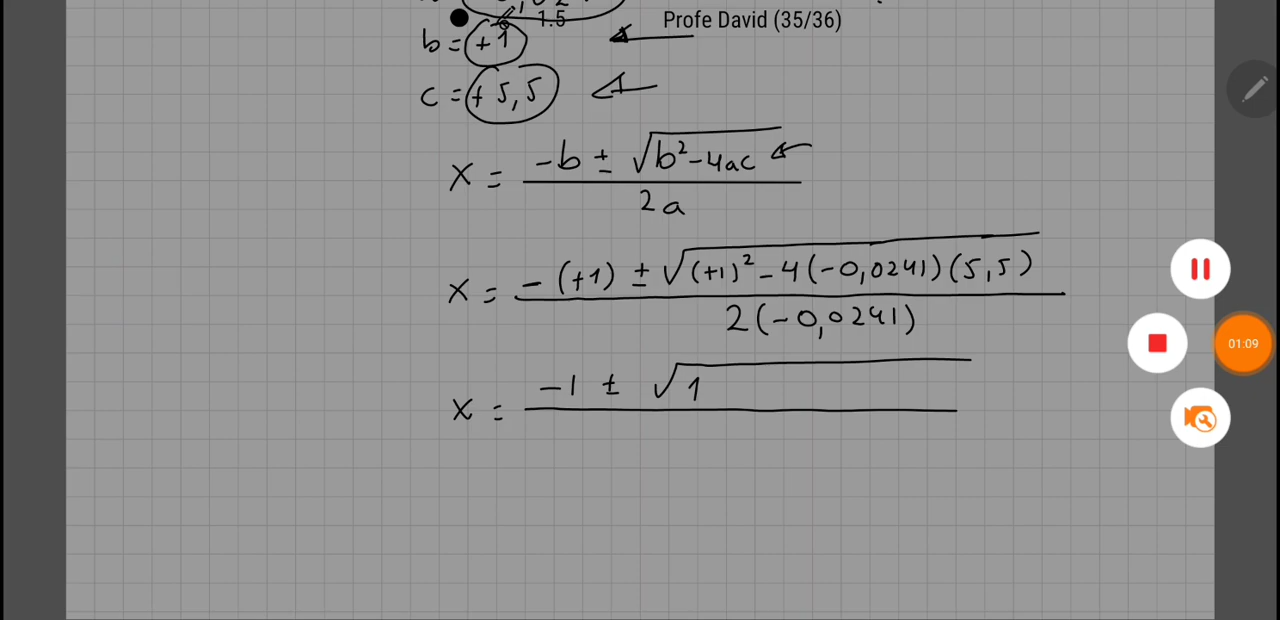 1.5 Profe David (35/36)
b = +1
c = + 5,5
x = -b ± √b² - 4ac
2a
x = - (+1) ± √(+1)² - 4 (-0,0241) (5,5)
2 (-0,0241)
01:09
x = -1 ± √1